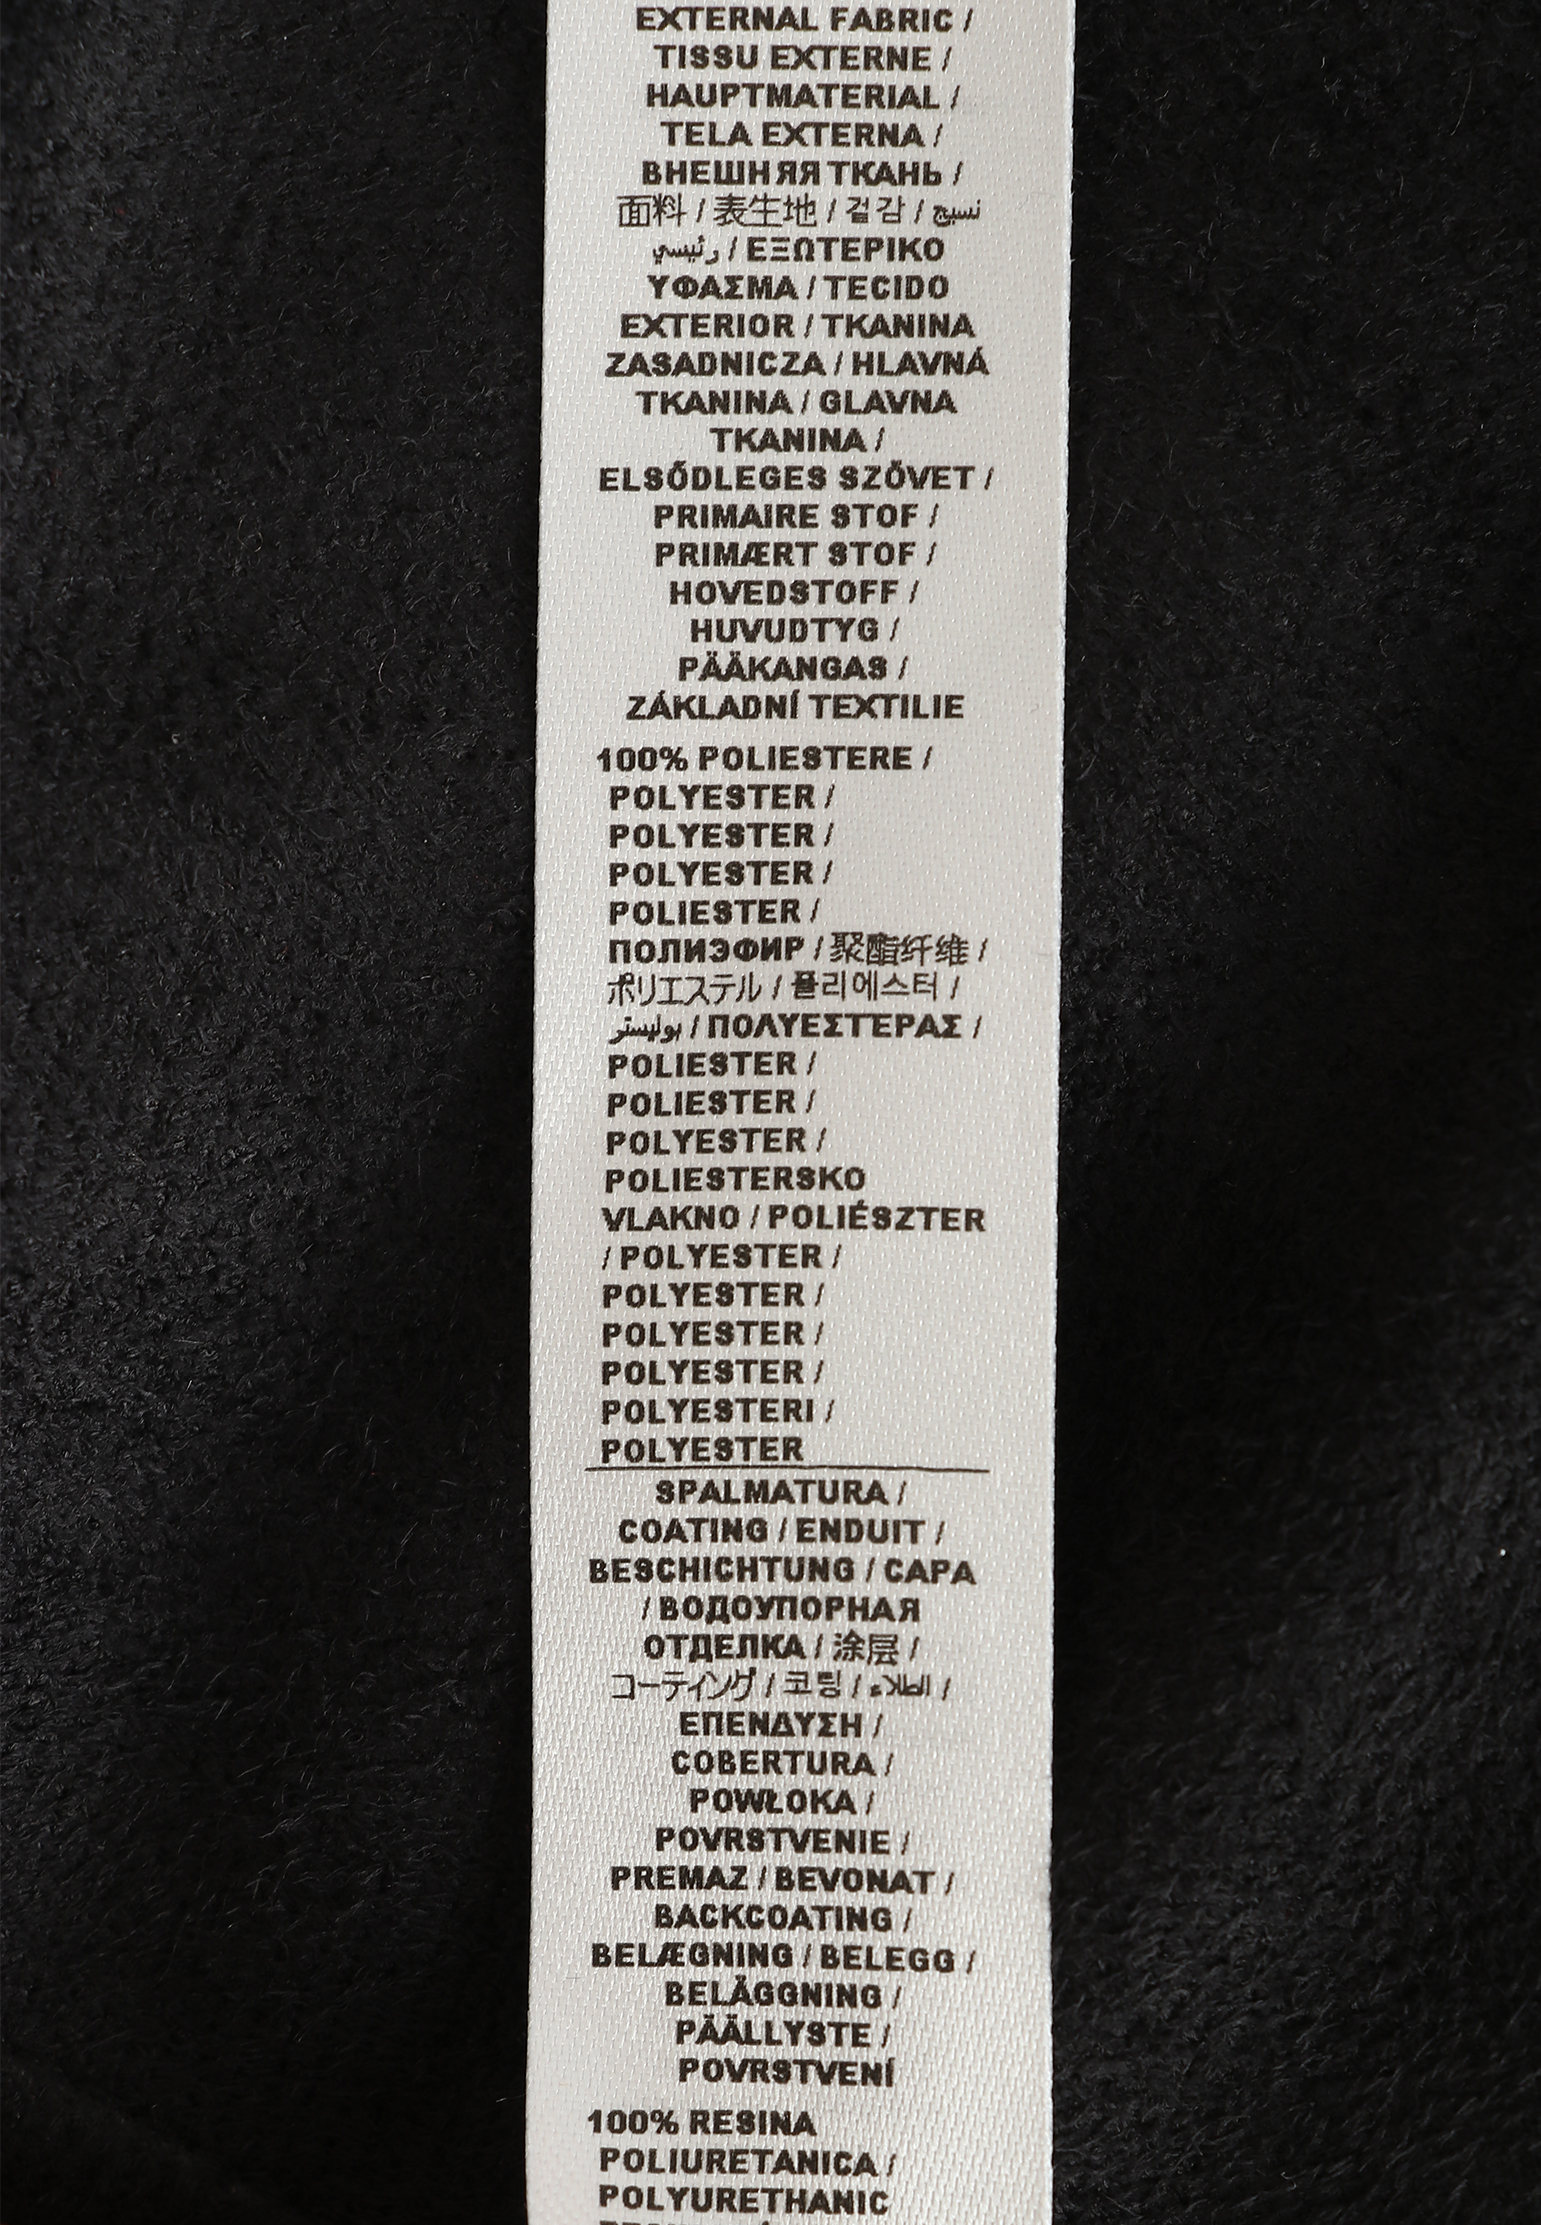 EXTERNAL FABRIC /
TISSU EXTERNE /
HAUPTMATERIAL /
TELA EXTERNA /
ВНЕШНЯЯ ТКАНЬ /
面料 / 表生地 / 겉감 / نسيج
رئيسي / ΕΞΩΤΕΡΙΚΟ
ΥΦΑΣΜΑ / TECIDO
EXTERIOR / TKANINA
ZASADNICZA / HLAVNÁ
TKANINA / GLAVNA
TKANINA /
ELSŐDLEGES SZÖVET /
PRIMAIRE STOF /
PRIMÆRT STOF /
HOVEDSTOFF /
HUVUDTYG /
PÄÄKANGAS /
ZÁKLADNÍ TEXTILIE
100% POLIESTERE /
POLYESTER /
POLYESTER /
POLYESTER /
POLIESTER /
ПОЛИЭФИР / 聚酯纤维 /
ポリエステル / 폴리에스터 /
بوليستر / ΠΟΛΥΕΣΤΕΡΑΣ /
POLIESTER /
POLIESTER /
POLYESTER /
POLIESTERSKO
VLAKNO / POLIÉSZTER
/ POLYESTER /
POLYESTER /
POLYESTER /
POLYESTER /
POLYESTERI /
POLYESTER
SPALMATURA /
COATING / ENDUIT /
BESCHICHTUNG / CAPA
/ ВОДОУПОРНАЯ
ОТДЕЛКА / 涂层 /
コーティング / 코팅 / الطلاء /
ΕΠΕΝΔΥΣΗ /
COBERTURA /
POWŁOKA /
POVRSTVENIE /
PREMAZ / BEVONAT /
BACKCOATING /
BELÆGNING / BELEGG /
BELÄGGNING /
PÄÄLLYSTE /
POVRSTVENÍ
100% RESINA
POLIURETANICA /
POLYURETHANIC